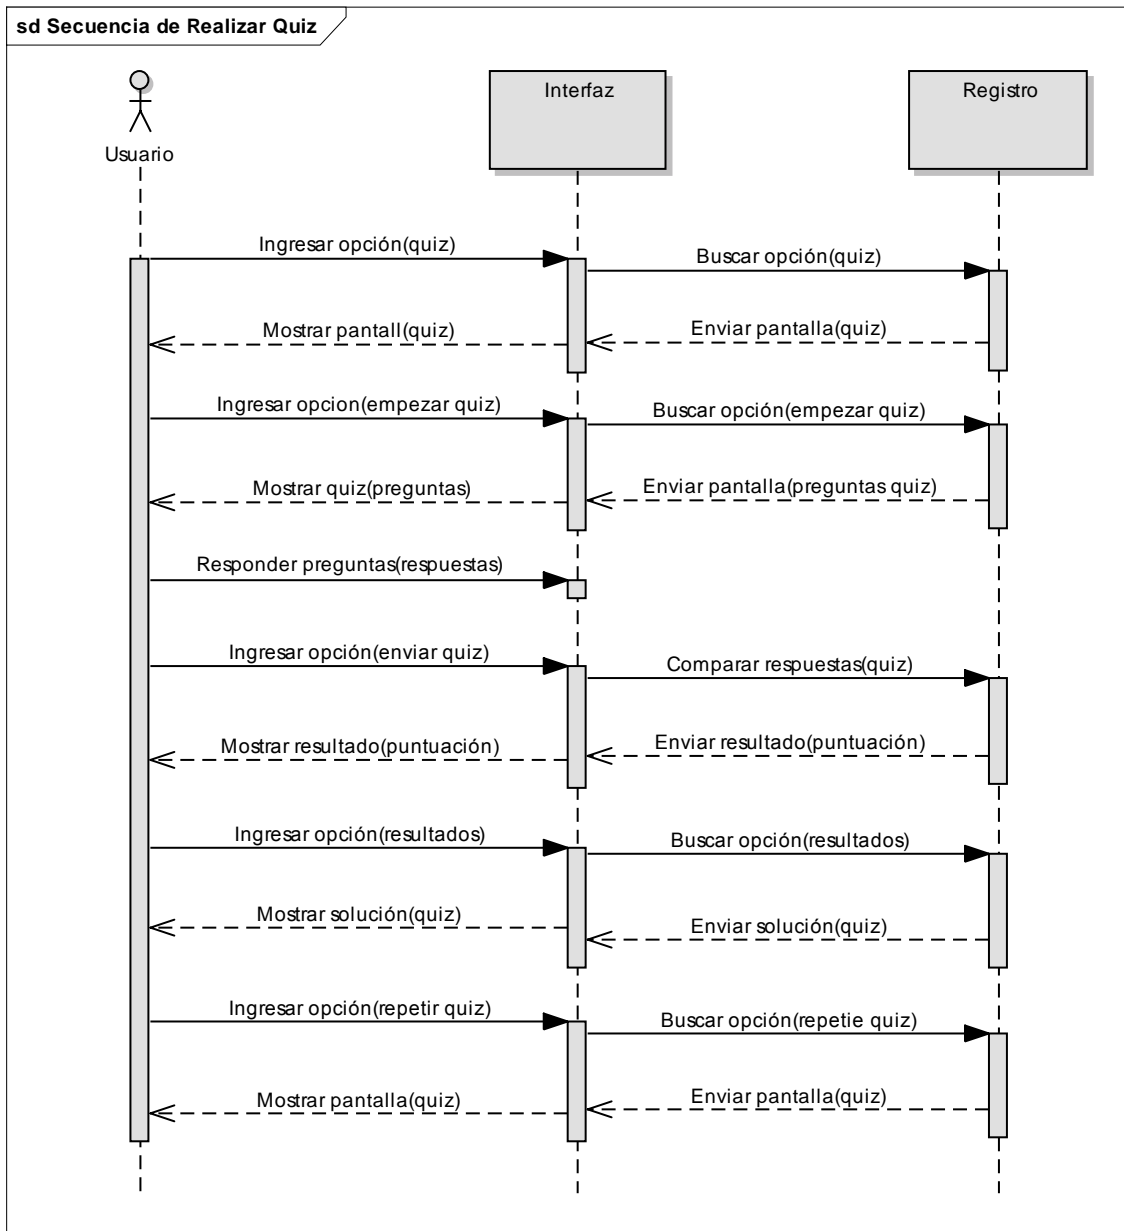 sd Secuencia de Realizar Quiz
Usuario
Interfaz
Registro
Ingresar opción(quiz)
Buscar opción(quiz)
Mostrar pantall(quiz)
Enviar pantalla(quiz)
Ingresar opcion(empezar quiz)
Buscar opción(empezar quiz)
Mostrar quiz(preguntas)
Enviar pantalla(preguntas quiz)
Responder preguntas(respuestas)
Ingresar opción(enviar quiz)
Comparar respuestas(quiz)
Mostrar resultado(puntuación)
Enviar resultado(puntuación)
Ingresar opción(resultados)
Buscar opción(resultados)
Mostrar solución(quiz)
Enviar solución(quiz)
Ingresar opción(repetir quiz)
Buscar opción(repetie quiz)
Mostrar pantalla(quiz)
Enviar pantalla(quiz)